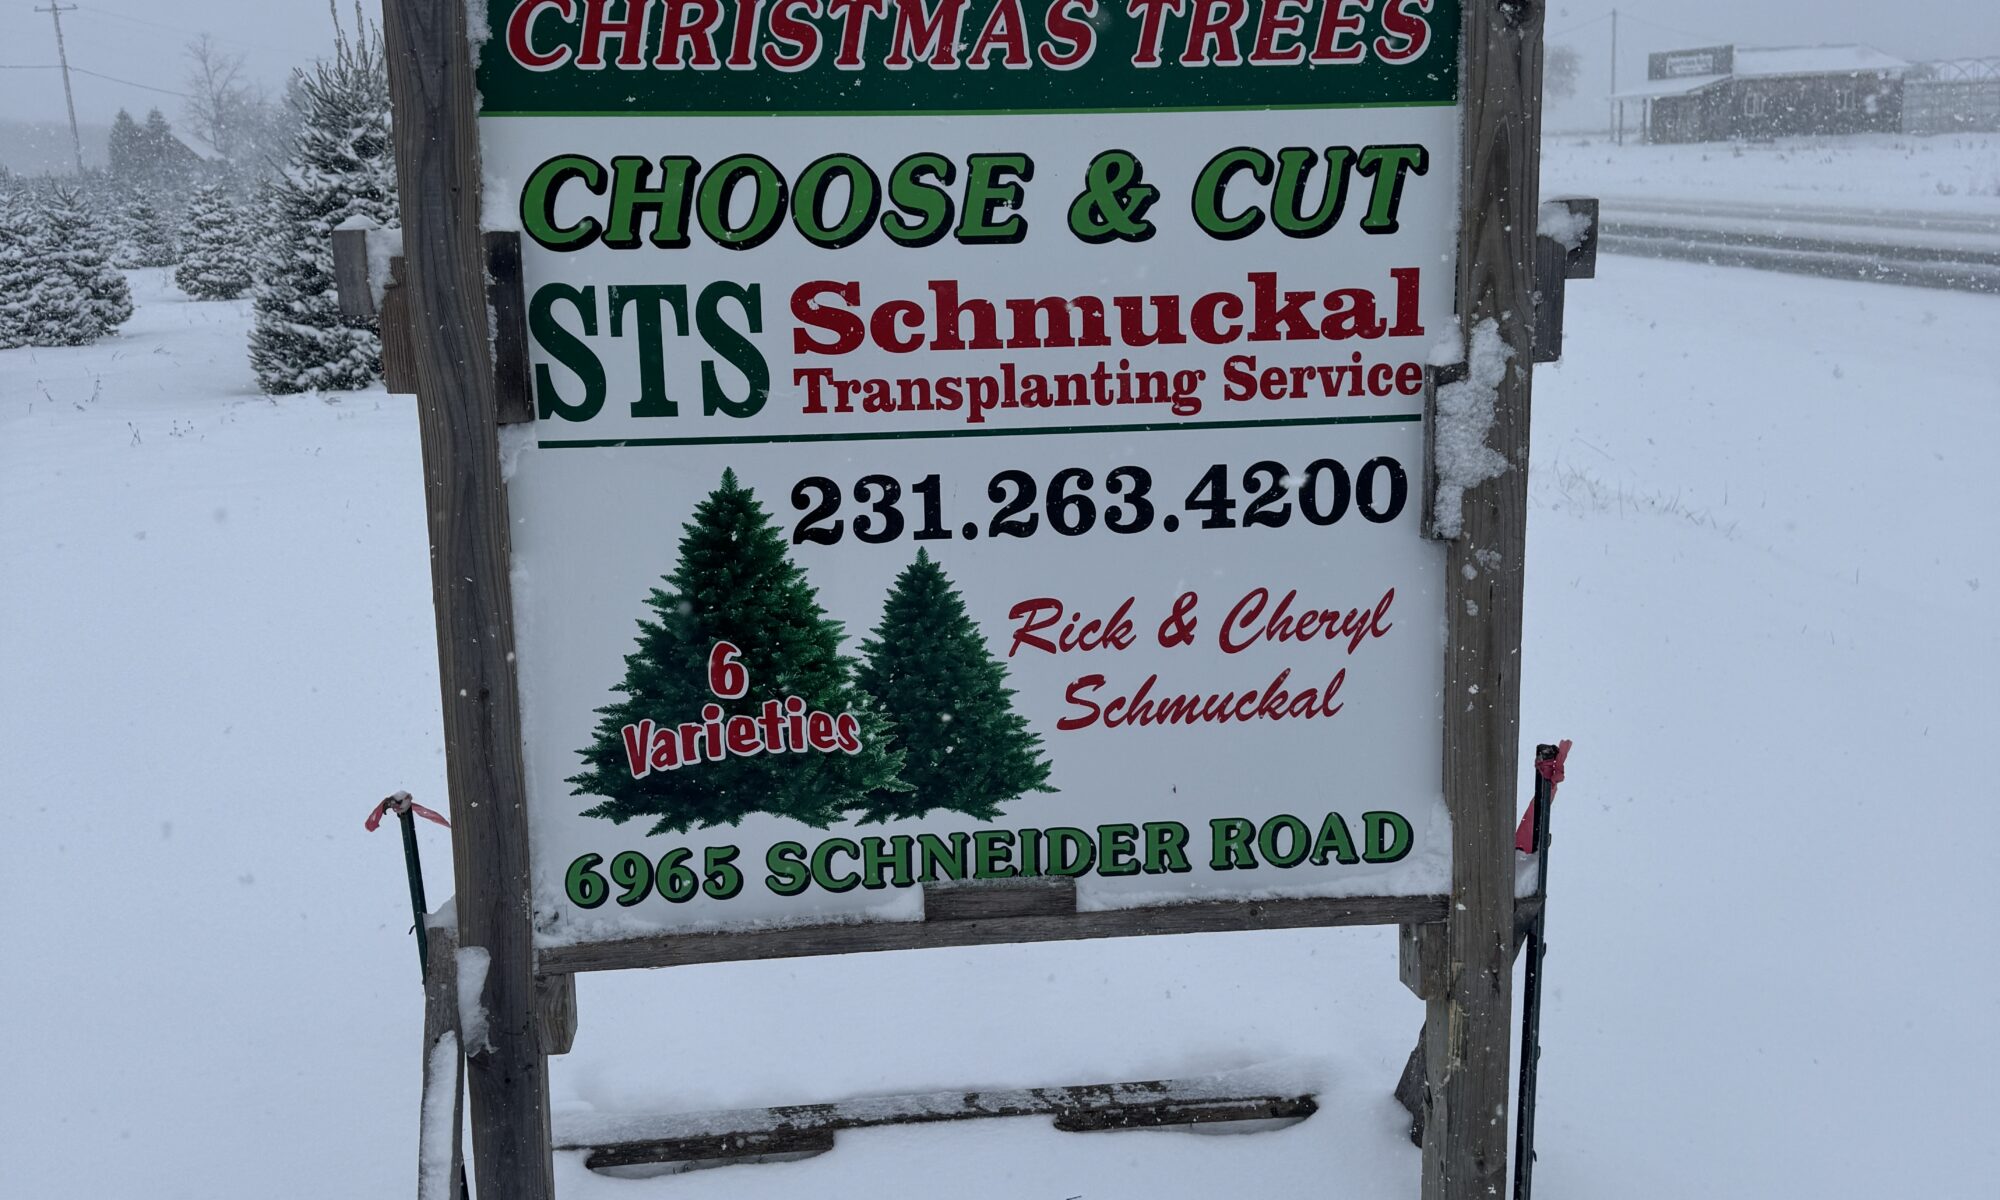 CHRISTMAS TREES
CHOOSE & CUT
STS Schmuckal
Transplanting Service
231.263.4200
6
Varieties
Rick & Cheryl
Schmuckal
6965 SCHNEIDER ROAD